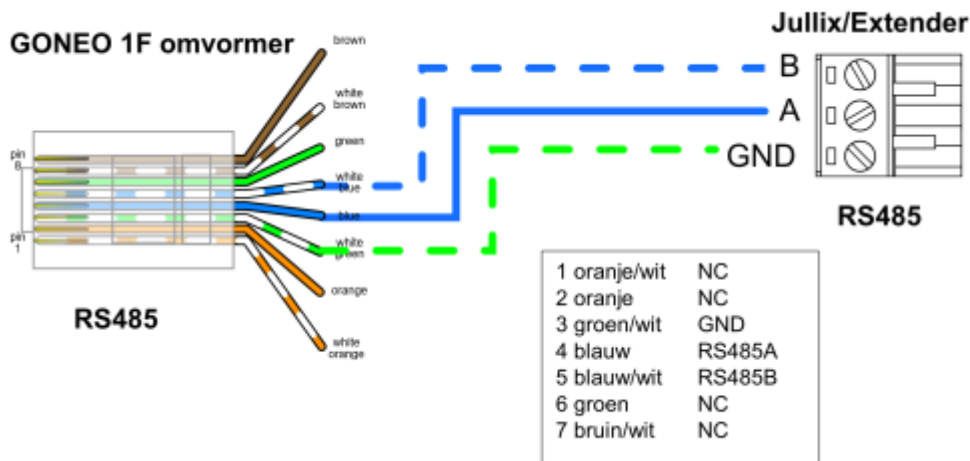 Jullix/Extender
GONEO 1F omvormer
brown
white
brown
green
white
blue
blue
white
green
orange
white
orange
pin
8
pin
1
RS485
B
A
GND
RS485
1 oranje/wit NC
2 oranje NC
3 groen/wit GND
4 blauw RS485A
5 blauw/wit RS485B
6 groen NC
7 bruin/wit NC